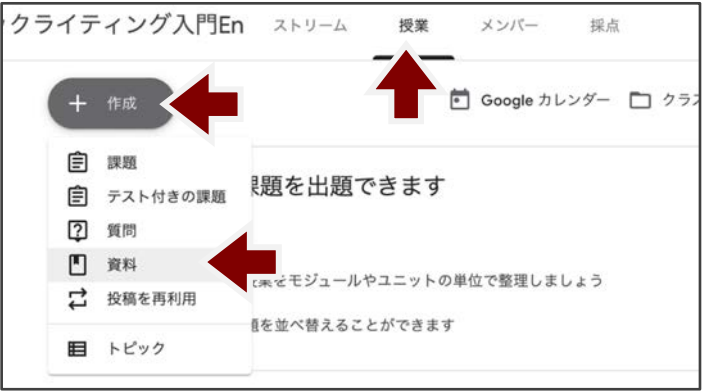 クライティング入門En ストリーム 授業 メンバー 採点
+ 作成 Google カレンダー クラス
課題
テスト付きの課題
質問
資料
投稿を再利用
トピック
課題を出題できます
授業をモジュールやユニットの単位で整理しましょう
題を並べ替えることができます